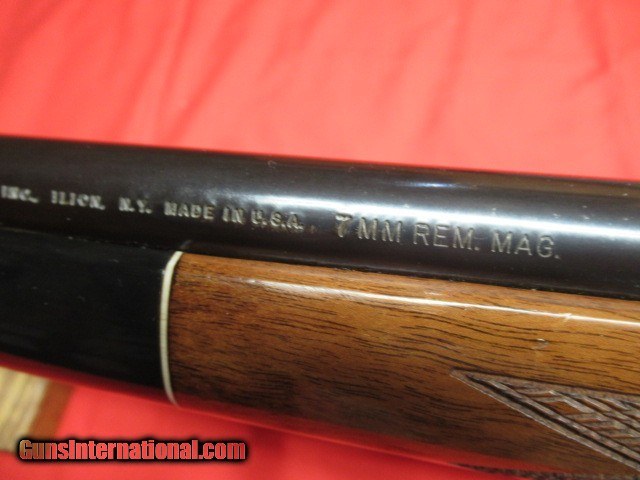 INC., ILION, N.Y. MADE IN U.S.A. 7MM REM. MAG.
GunsInternational.com